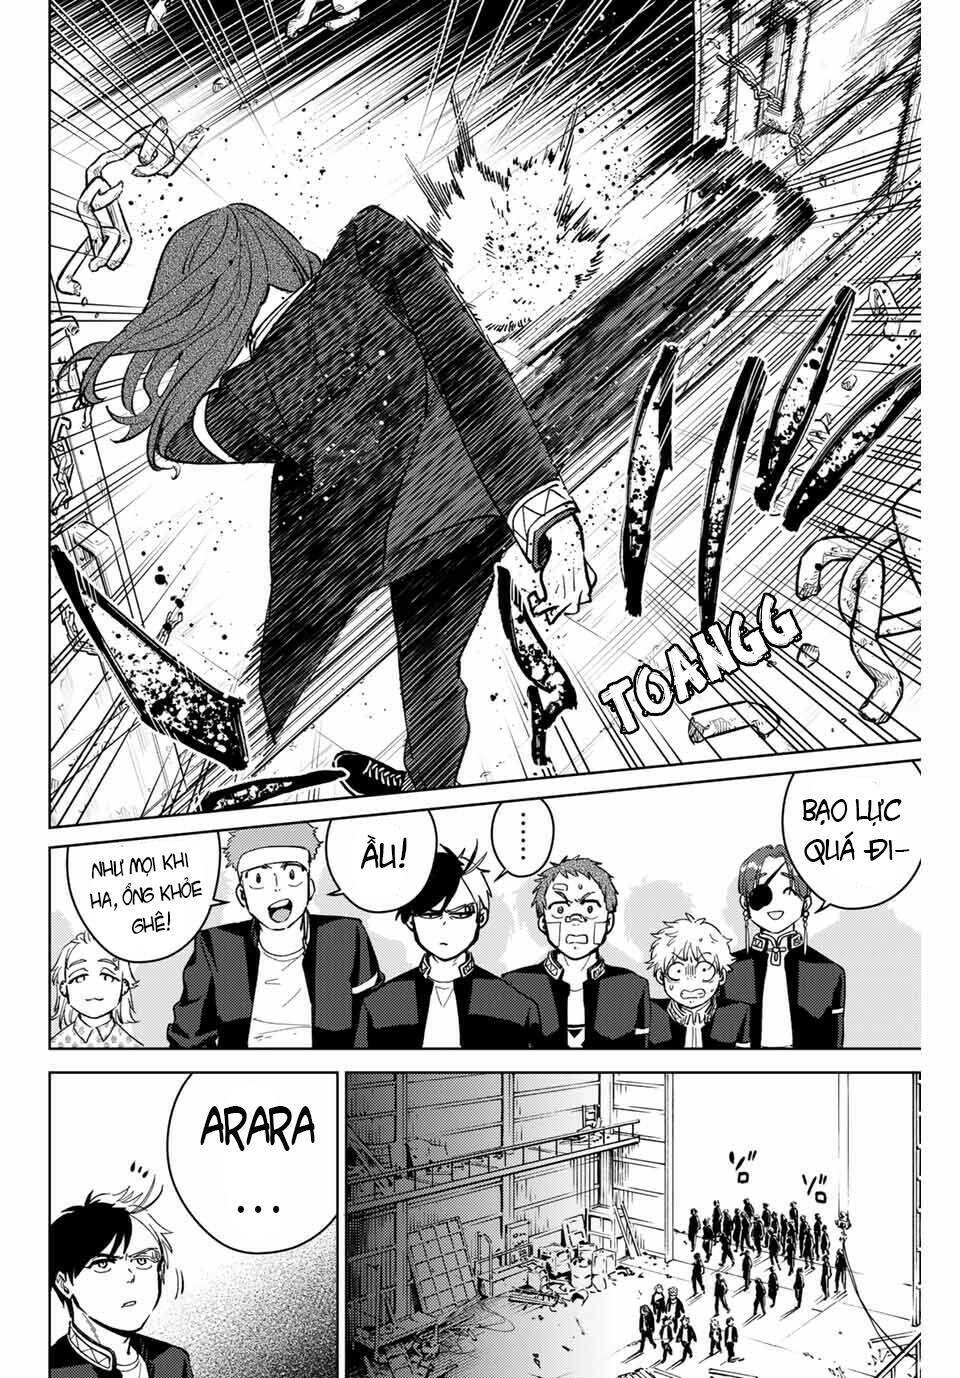 TOANGG
BẠO LỰC
QUÁ ĐI-
......
ẦU!
NHƯ MỌI KHI
HA, ỔNG KHỎE
GHÊ!
ARARA
...